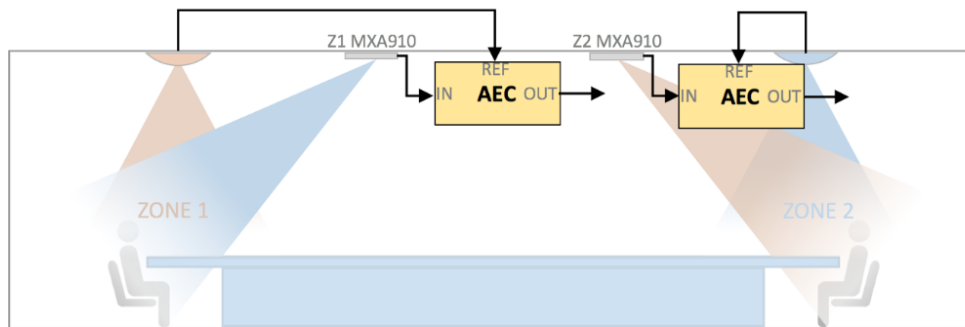 Z1 MXA910
Z2 MXA910
REF
IN AEC OUT
REF
IN AEC OUT
ZONE 1
ZONE 2